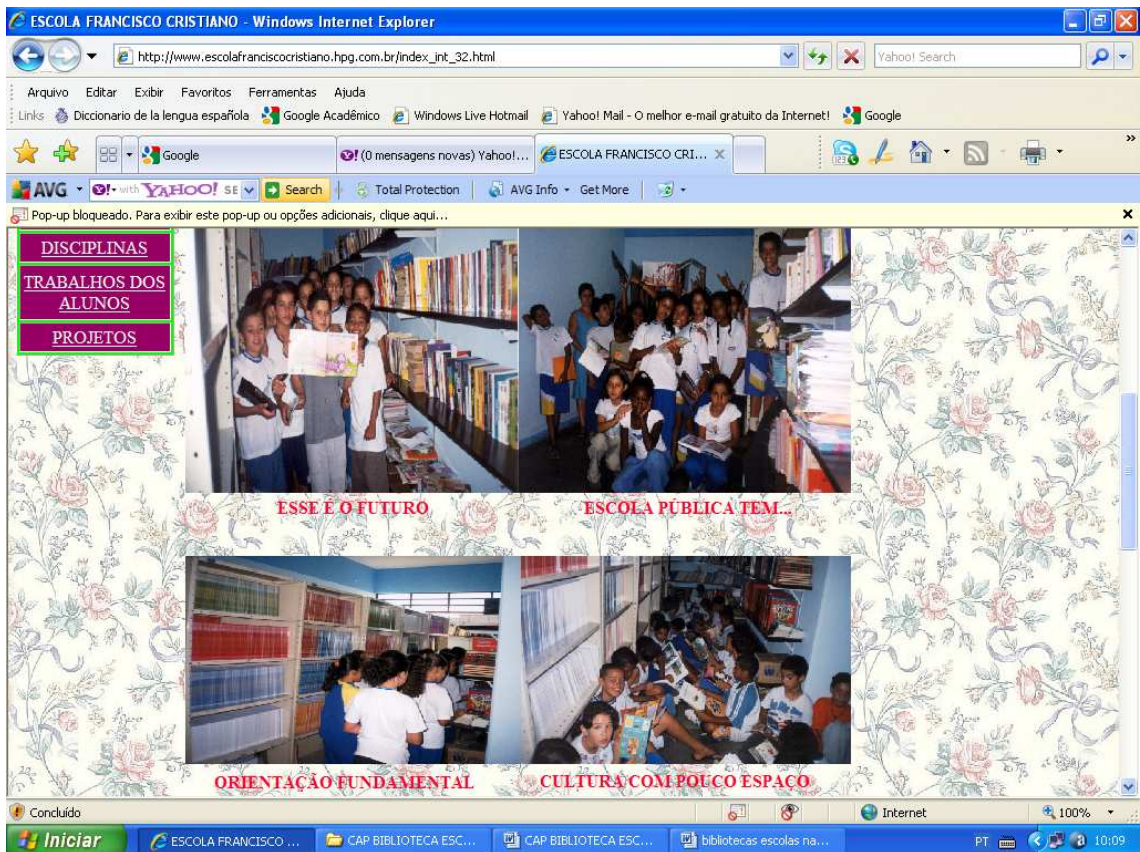 ESCOLA FRANCISCO CRISTIANO - Windows Internet Explorer
http://www.escolafranciscocristiano.hpg.com.br/index_int_32.html
Yahoo! Search
Arquivo Editar Exibir Favoritos Ferramentas Ajuda
Links Diccionario de la lengua española Google Acadêmico Windows Live Hotmail Yahoo! Mail - O melhor e-mail gratuito da Internet! Google
Google (0 mensagens novas) Yahoo!... ESCOLA FRANCISCO CRI... X
AVG Y! with YAHOO! SE Search Total Protection AVG Info Get More
Pop-up bloqueado. Para exibir este pop-up ou opções adicionais, clique aqui...
DISCIPLINAS
TRABALHOS DOS
ALUNOS
PROJETOS
ESSE E O FUTURO
ESCOLA PÚBLICA TEM...
ORIENTAÇÃO FUNDAMENTAL
CULTURA COM POUCO ESPAÇO
Concluído Internet 100%
Iniciar ESCOLA FRANCISCO ... CAP BIBLIOTECA ESC... CAP BIBLIOTECA ESC... bibliotecas escolas na... PT 10:09